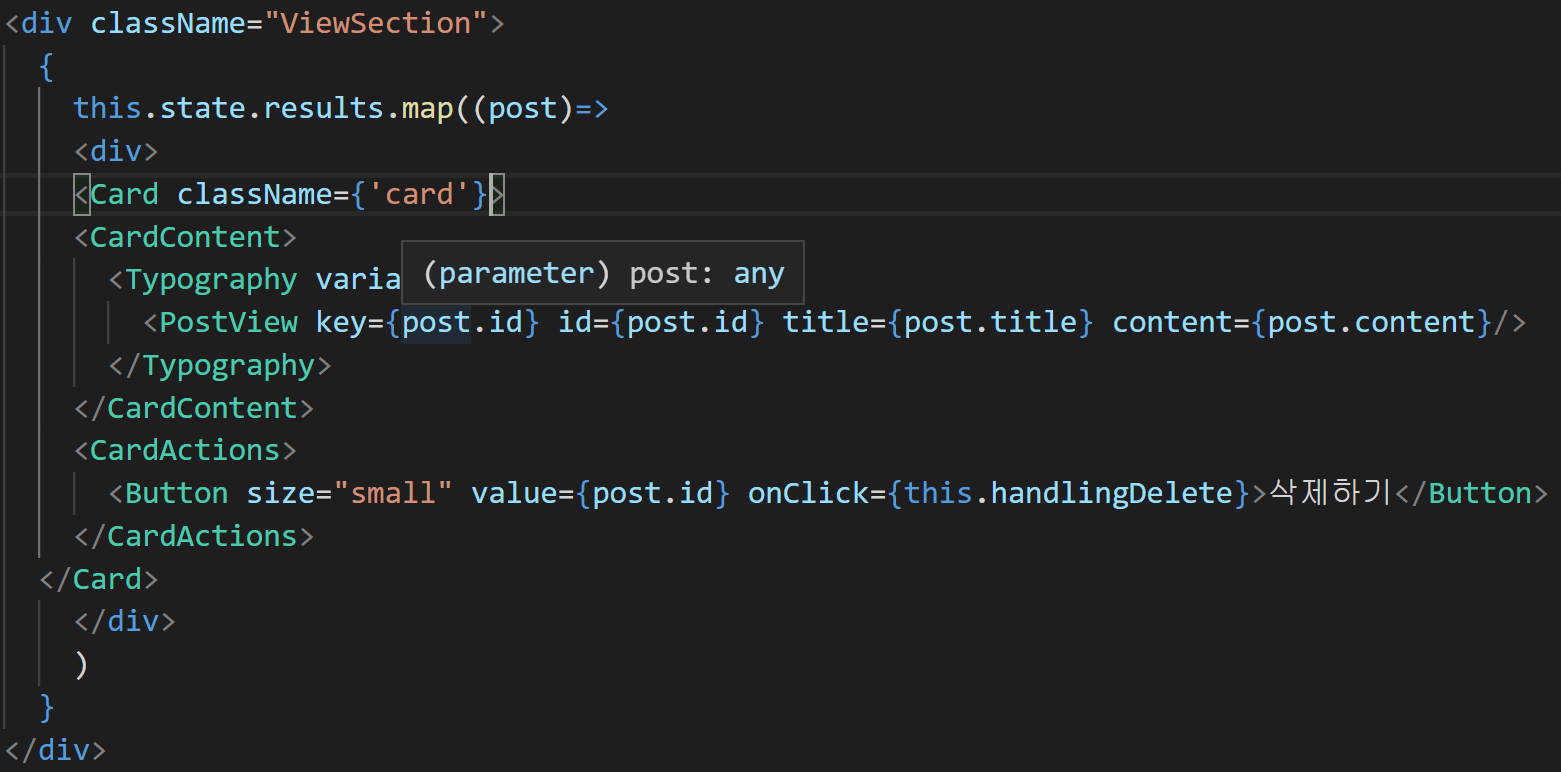 <div className="ViewSection">
{
this.state.results.map((post)=>
<div>
<Card className={'card'}>
<CardContent>
<Typography varia
(parameter) post: any
<PostView key={post.id} id={post.id} title={post.title} content={post.content}/>
</Typography>
</CardContent>
<CardActions>
<Button size="small" value={post.id} onClick={this.handlingDelete}>삭제하기</Button>
</CardActions>
</Card>
</div>
)
}
</div>